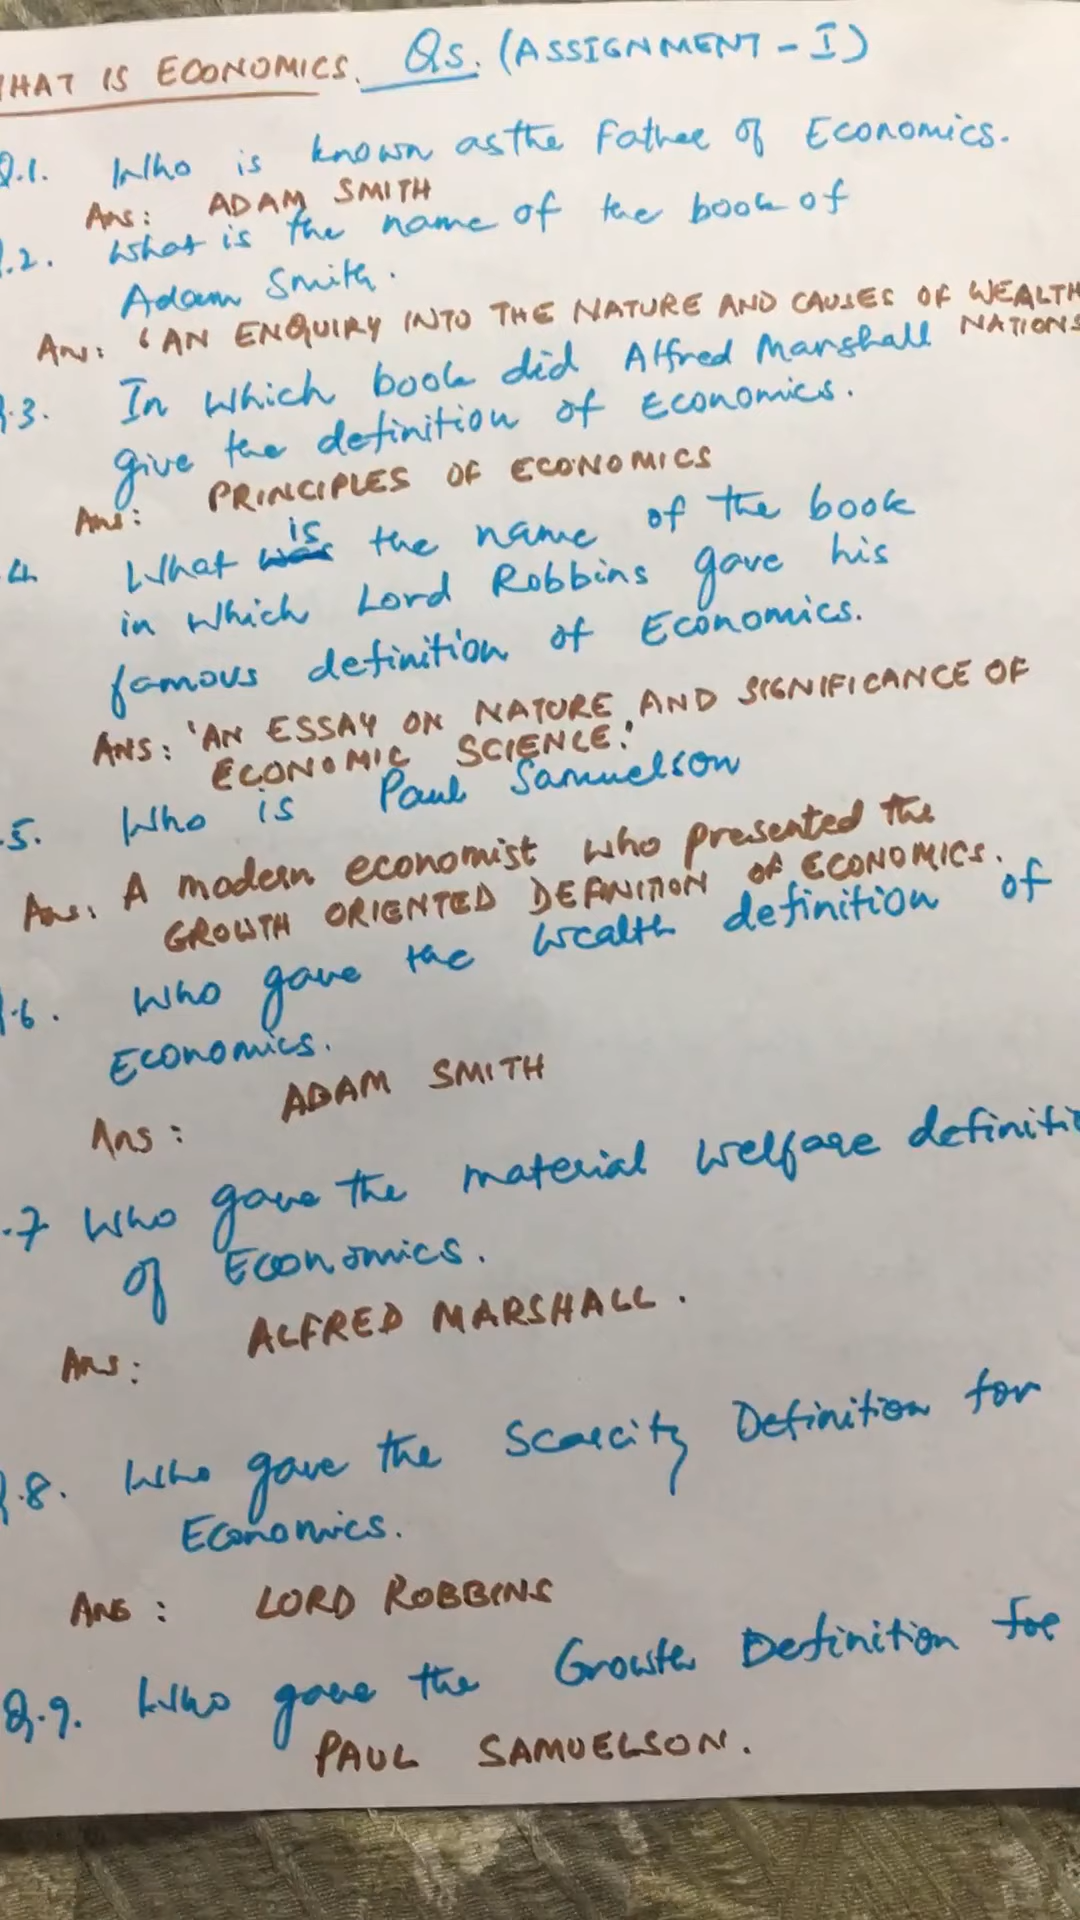 HAT IS ECONOMICS. Qs. (ASSIGNMENT - I)
Q.1. Who is known as the Father of Economics.
Ans: ADAM SMITH
.2. What is the name of the book of
Adam Smith.
An: 'AN ENQUIRY INTO THE NATURE AND CAUSES OF WEALTH
NATIONS
.3. In which book did Alfred Marshall
give the definition of Economics.
Ans: PRINCIPLES OF ECONOMICS
4 What is the name of the book
in which Lord Robbins gave his
famous definition of Economics.
ANS: 'AN ESSAY ON NATURE AND SIGNIFICANCE OF
ECONOMIC SCIENCE.'
.5. Who is Paul Samuelson
Ans: A modern economist who presented the
GROWTH ORIENTED DEFINITION OF ECONOMICS.
.6. Who gave the Wealth definition of
Economics.
Ans: ADAM SMITH
.7 Who gave the material welfare definiti
of Economics.
Ans: ALFRED MARSHALL.
.8. Who gave the Scarcity Definition for
Economics.
Ans: LORD ROBBINS
Q.9. Who gave the Growth Definition for
PAUL SAMUELSON.